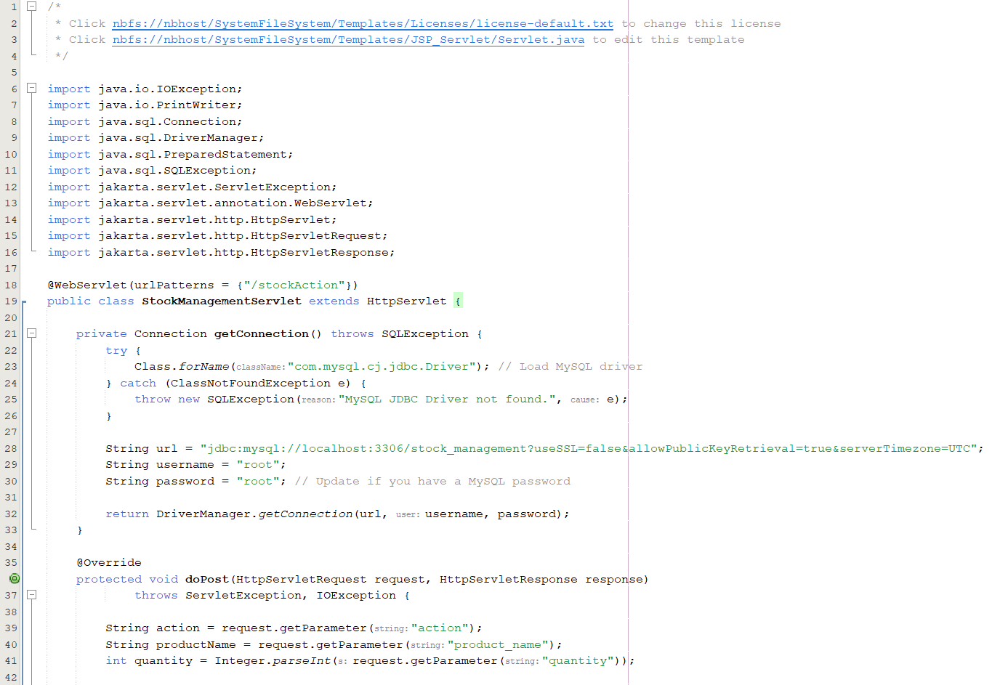 1 /*
2  * Click nbfs://nbhost/SystemFileSystem/Templates/Licenses/license-default.txt to change this license
3  * Click nbfs://nbhost/SystemFileSystem/Templates/JSP_Servlet/Servlet.java to edit this template
4  */
5
6 import java.io.IOException;
7 import java.io.PrintWriter;
8 import java.sql.Connection;
9 import java.sql.DriverManager;
10 import java.sql.PreparedStatement;
11 import java.sql.SQLException;
12 import jakarta.servlet.ServletException;
13 import jakarta.servlet.annotation.WebServlet;
14 import jakarta.servlet.http.HttpServlet;
15 import jakarta.servlet.http.HttpServletRequest;
16 import jakarta.servlet.http.HttpServletResponse;
17
18 @WebServlet(urlPatterns = {"/stockAction"})
19 public class StockManagementServlet extends HttpServlet {
20
21     private Connection getConnection() throws SQLException {
22         try {
23             Class.forName(className:"com.mysql.cj.jdbc.Driver"); // Load MySQL driver
24         } catch (ClassNotFoundException e) {
25             throw new SQLException(reason:"MySQL JDBC Driver not found.", cause: e);
26         }
27
28         String url = "jdbc:mysql://localhost:3306/stock_management?useSSL=false&allowPublicKeyRetrieval=true&serverTimezone=UTC";
29         String username = "root";
30         String password = "root"; // Update if you have a MySQL password
31
32         return DriverManager.getConnection(url, user: username, password);
33     }
34
35     @Override
    protected void doPost(HttpServletRequest request, HttpServletResponse response)
37             throws ServletException, IOException {
38
39         String action = request.getParameter(string:"action");
40         String productName = request.getParameter(string:"product_name");
41         int quantity = Integer.parseInt(s: request.getParameter(string:"quantity"));
42